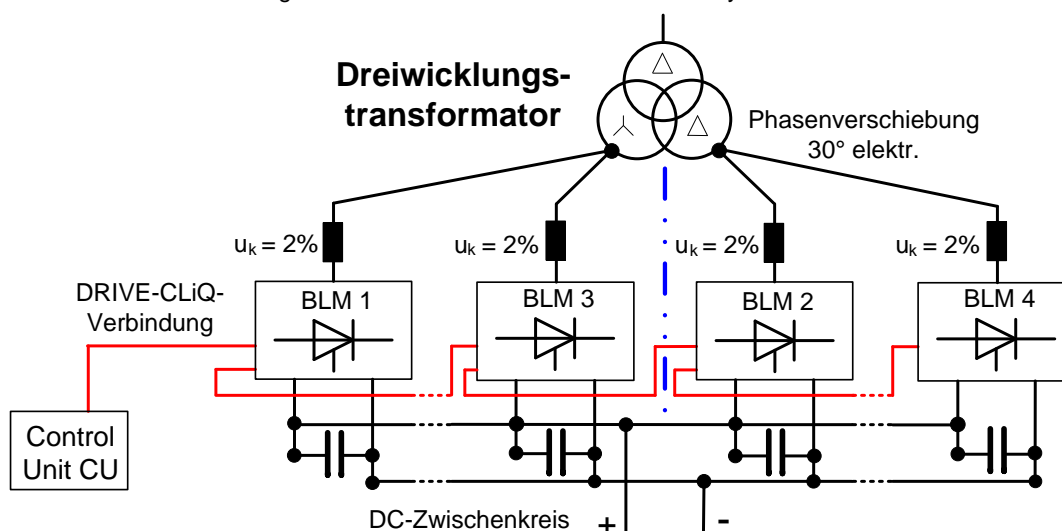 Dreiwicklungs-
transformator
Phasenverschiebung
30° elektr.
uk = 2%
uk = 2%
uk = 2%
uk = 2%
DRIVE-CLiQ-
Verbindung
BLM 1
BLM 3
BLM 2
BLM 4
Control
Unit CU
DC-Zwischenkreis
+
-